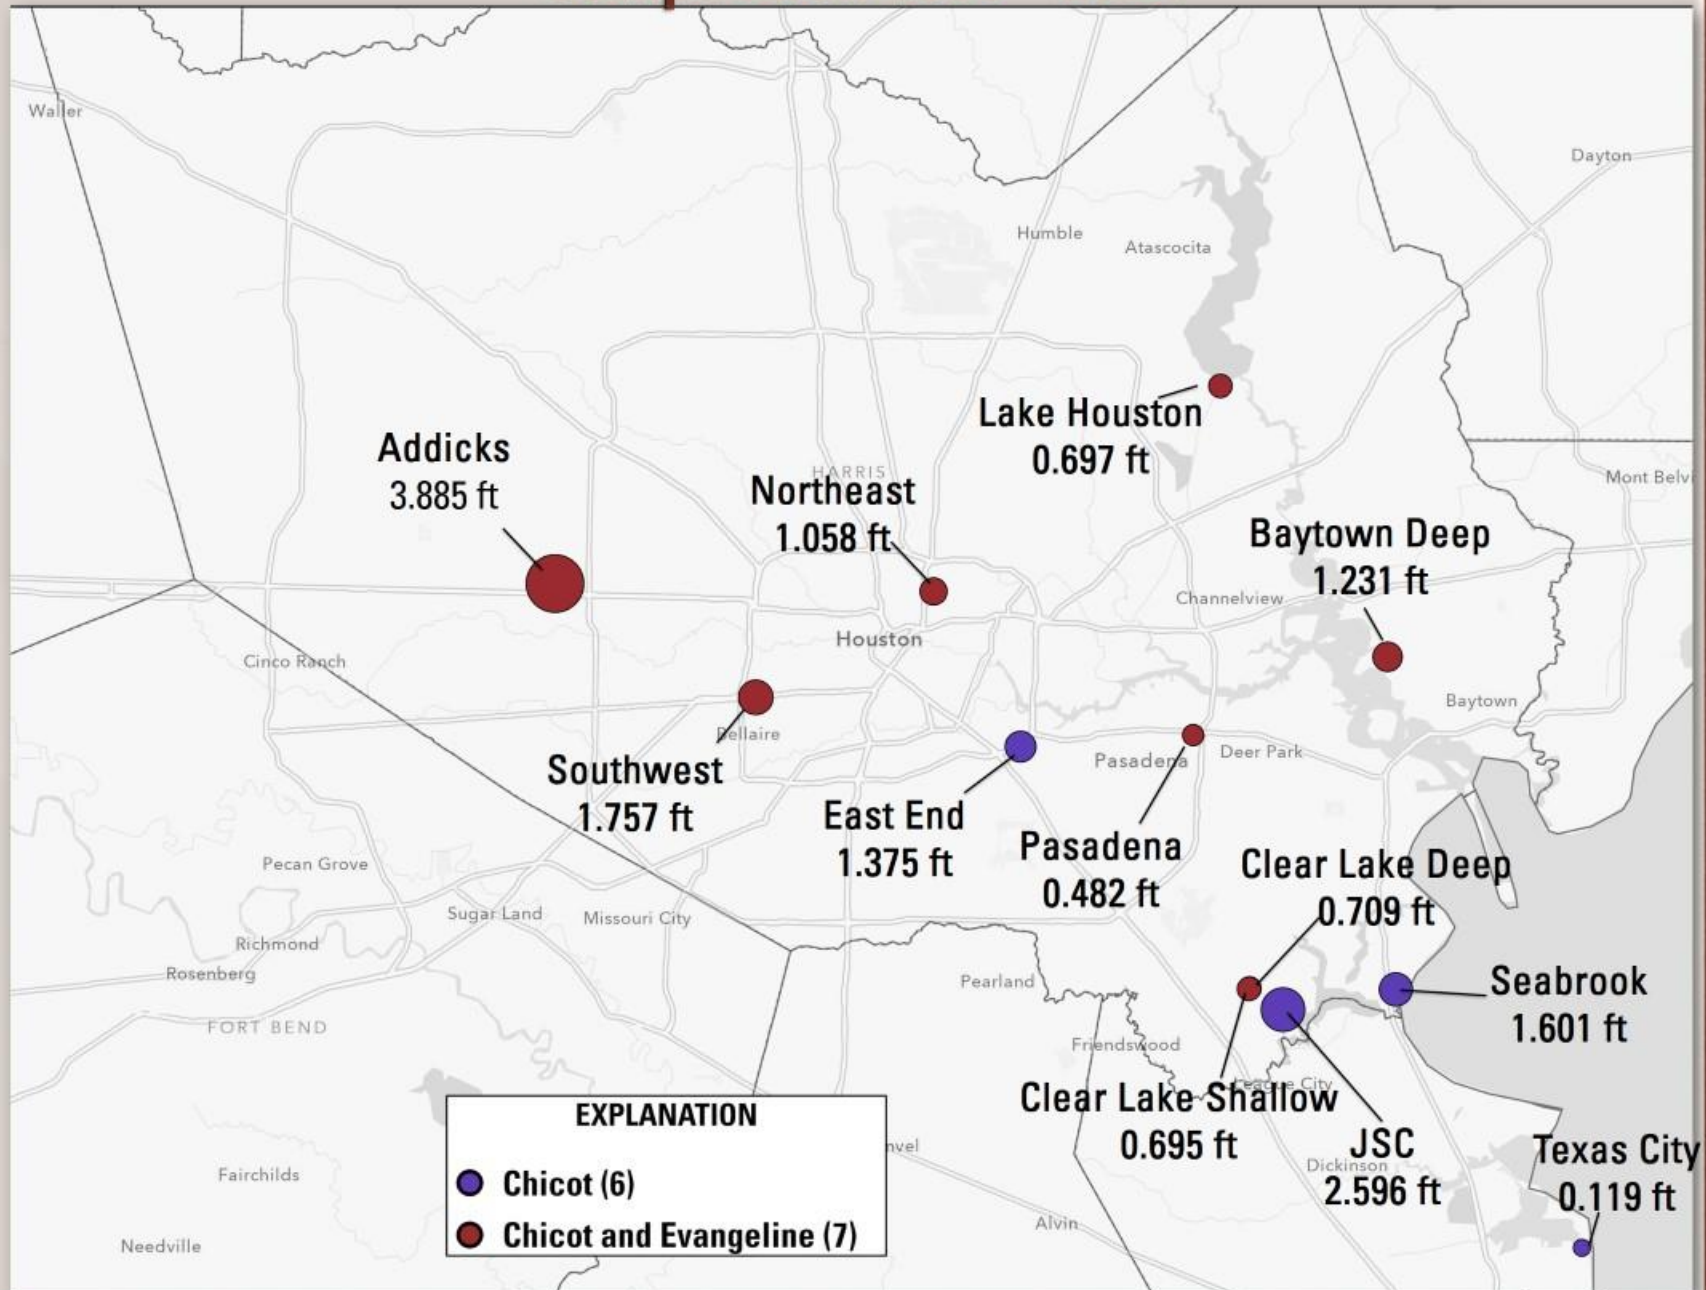 Waller
Dayton
Humble
Atascocita
Lake Houston
0.697 ft
Addicks
3.885 ft
HARRIS
Northeast
1.058 ft
Mont Belvi
Baytown Deep
1.231 ft
Channelview
Houston
Cinco Ranch
Baytown
Bellaire
Southwest
1.757 ft
East End
1.375 ft
Pasadena
Deer Park
Pasadena
0.482 ft
Clear Lake Deep
0.709 ft
Pecan Grove
Sugar Land
Missouri City
Richmond
Rosenberg
Pearland
Seabrook
1.601 ft
FORT BEND
Friendswood
League City
Clear Lake Shallow
0.695 ft
JSC
2.596 ft
Dickinson
Texas City
0.119 ft
EXPLANATION
Chicot (6)
Chicot and Evangeline (7)
nvel
Fairchilds
Alvin
Needville